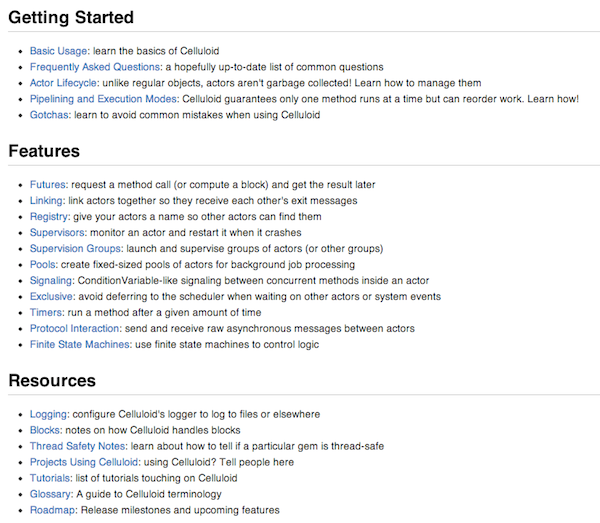 Getting Started
Basic Usage: learn the basics of Celluloid
Frequently Asked Questions: a hopefully up-to-date list of common questions
Actor Lifecycle: unlike regular objects, actors aren't garbage collected! Learn how to manage them
Pipelining and Execution Modes: Celluloid guarantees only one method runs at a time but can reorder work. Learn how!
Gotchas: learn to avoid common mistakes when using Celluloid
Features
Futures: request a method call (or compute a block) and get the result later
Linking: link actors together so they receive each other's exit messages
Registry: give your actors a name so other actors can find them
Supervisors: monitor an actor and restart it when it crashes
Supervision Groups: launch and supervise groups of actors (or other groups)
Pools: create fixed-sized pools of actors for background job processing
Signaling: ConditionVariable-like signaling between concurrent methods inside an actor
Exclusive: avoid deferring to the scheduler when waiting on other actors or system events
Timers: run a method after a given amount of time
Protocol Interaction: send and receive raw asynchronous messages between actors
Finite State Machines: use finite state machines to control logic
Resources
Logging: configure Celluloid's logger to log to files or elsewhere
Blocks: notes on how Celluloid handles blocks
Thread Safety Notes: learn about how to tell if a particular gem is thread-safe
Projects Using Celluloid: using Celluloid? Tell people here
Tutorials: list of tutorials touching on Celluloid
Glossary: A guide to Celluloid terminology
Roadmap: Release milestones and upcoming features